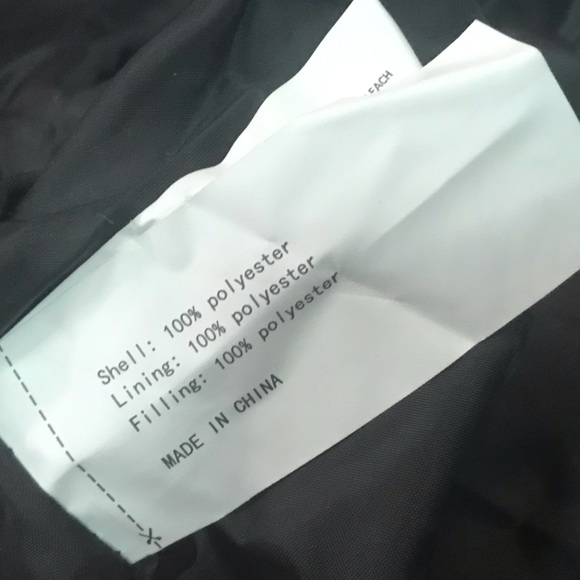 Shell: 100% polyester
Lining: 100% polyester
Filling: 100% polyester
MADE IN CHINA